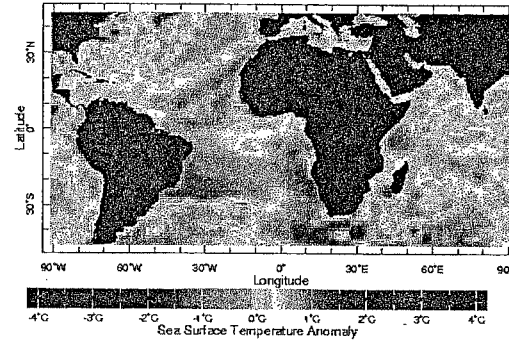 30°N
0°
30°S
Latitude
90°W 60°W 30°W 0° 30°E 60°E 90°E
Longitude
-4°C -3°C -2°C -1°C 0°C 1°C 2°C 3°C 4°C
Sea Surface Temperature Anomaly